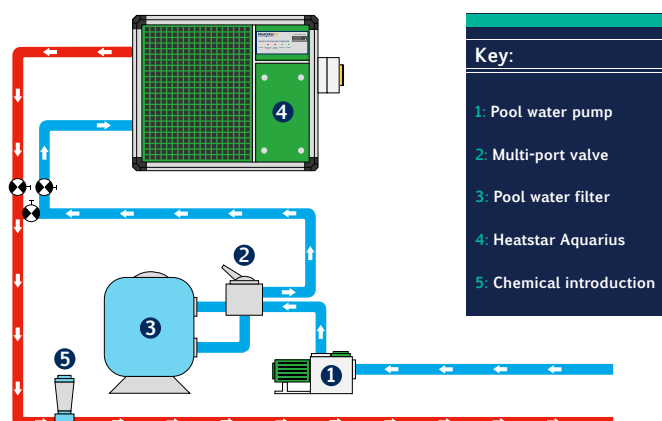 Heatstar
4
Key:
1: Pool water pump
2: Multi-port valve
3: Pool water filter
4: Heatstar Aquarius
5: Chemical introduction
2
3
5
1